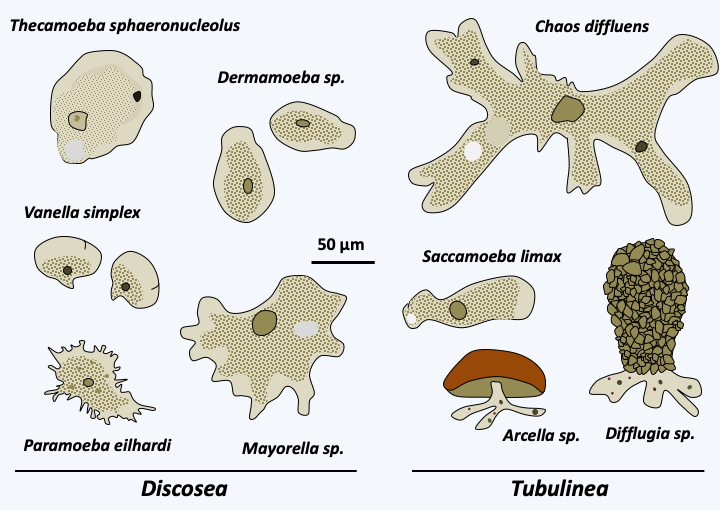 Thecamoeba sphaeronucleolus
Chaos diffluens
Dermamoeba sp.
Vanella simplex
50 µm
Saccamoeba limax
Paramoeba eilhardi
Mayorella sp.
Arcella sp.
Difflugia sp.
Discosea
Tubulinea